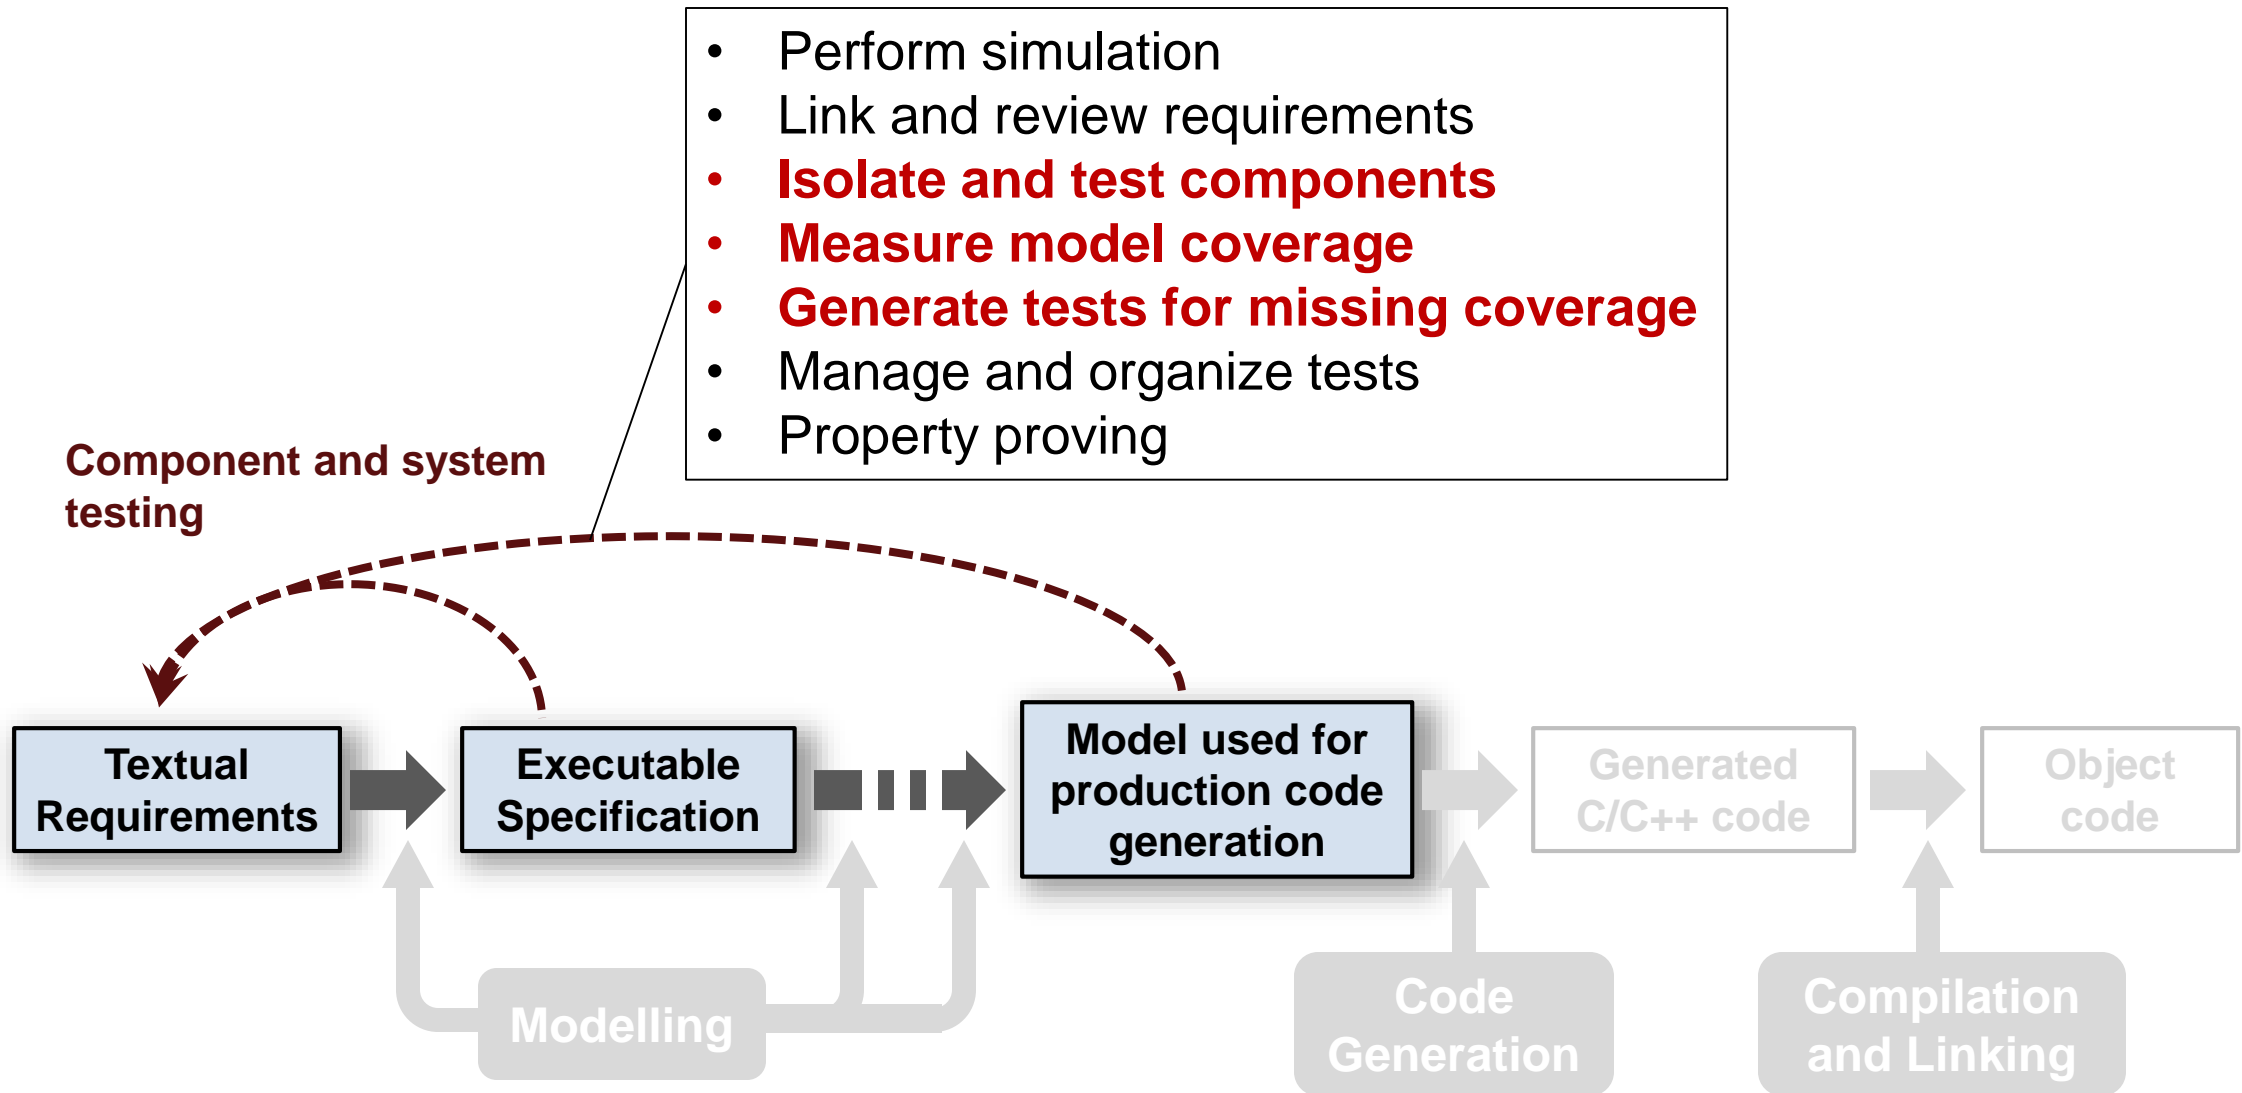 • Perform simulation
• Link and review requirements
• Isolate and test components
• Measure model coverage
• Generate tests for missing coverage
• Manage and organize tests
• Property proving
Component and system
testing
Textual
Requirements
Executable
Specification
Model used for
production code
generation
Generated
C/C++ code
Object
code
Modelling
Code
Generation
Compilation
and Linking